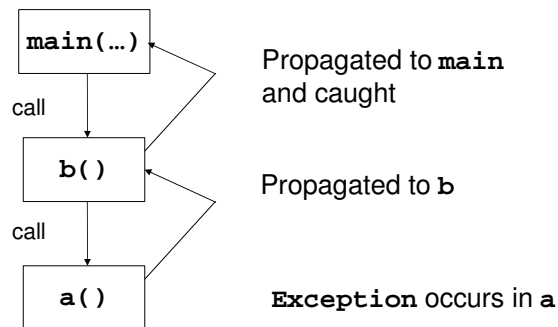 main(…)
Propagated to main
and caught
call
b()
Propagated to b
call
a()
Exception occurs in a